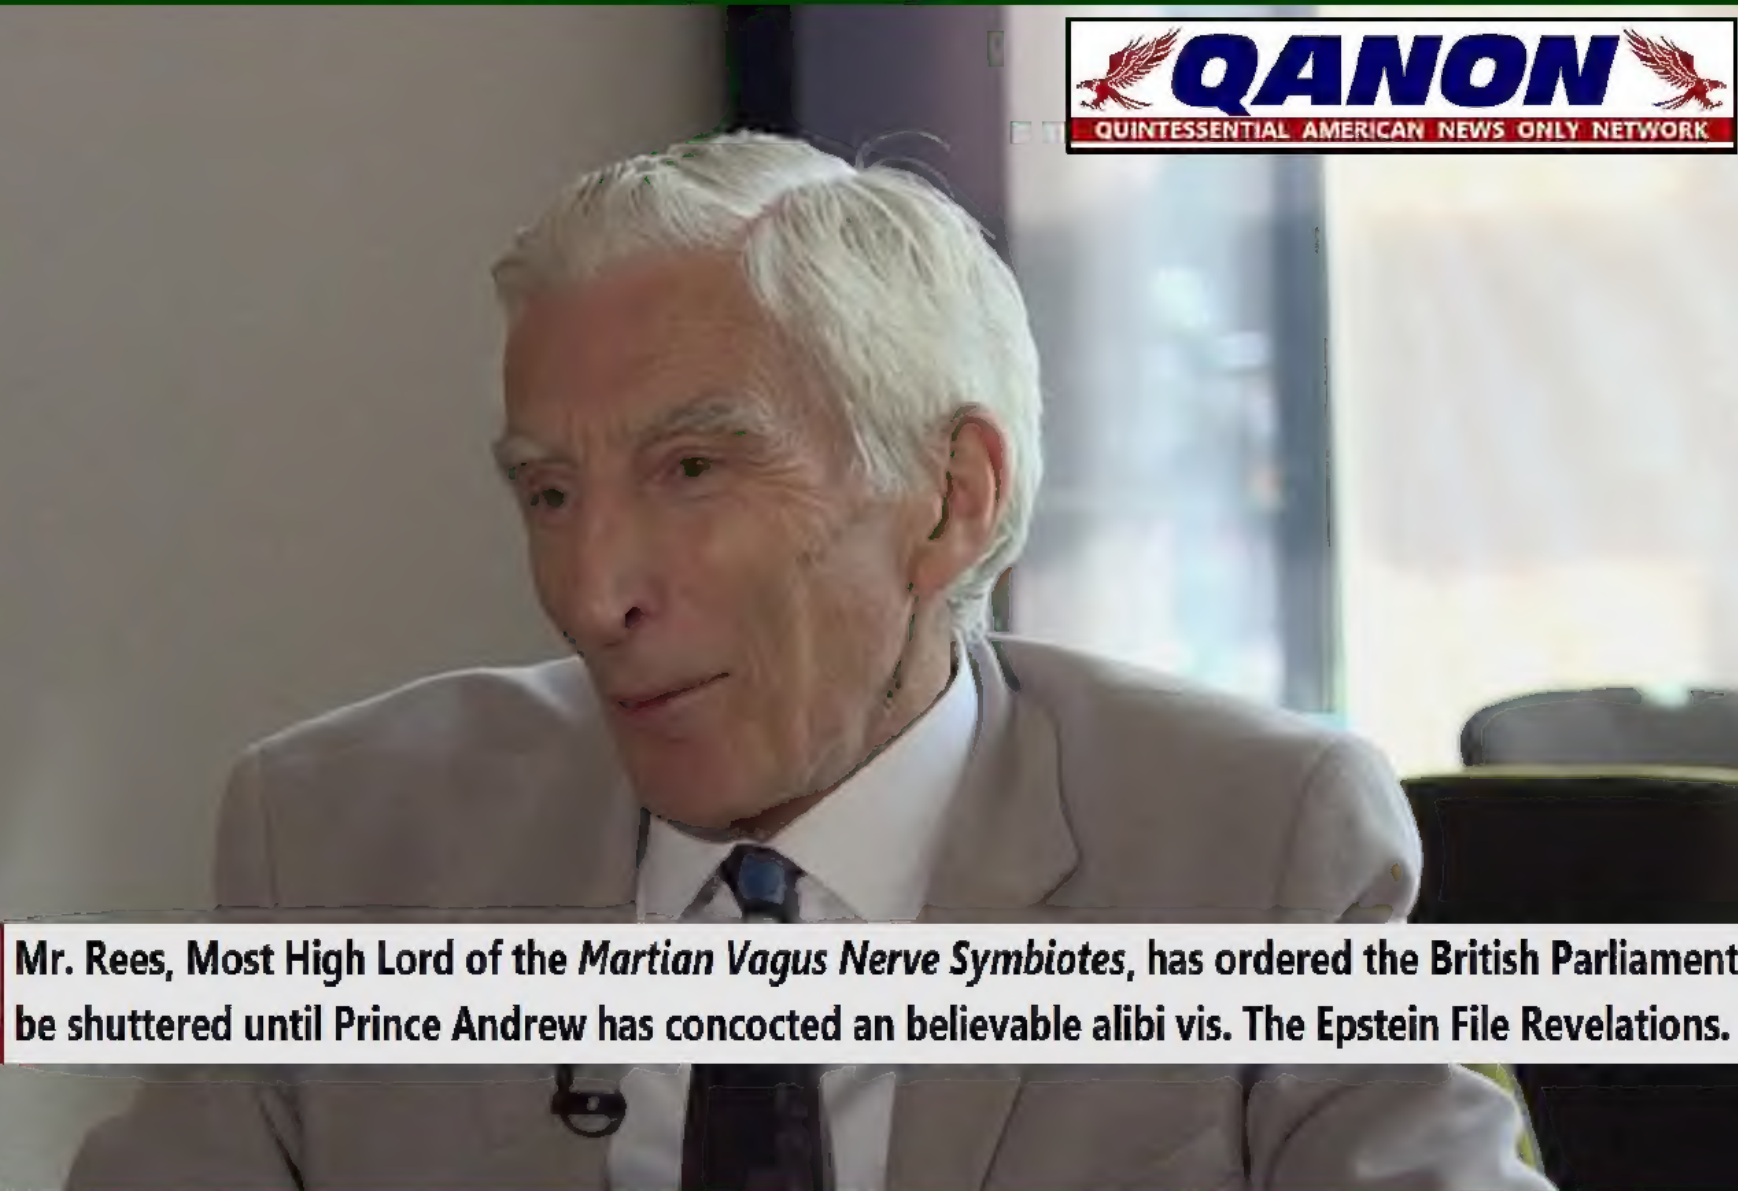 QANON
QUINTESSENTIAL AMERICAN NEWS ONLY NETWORK
Mr. Rees, Most High Lord of the Martian Vagus Nerve Symbiotes, has ordered the British Parliament
be shuttered until Prince Andrew has concocted an believable alibi vis. The Epstein File Revelations.